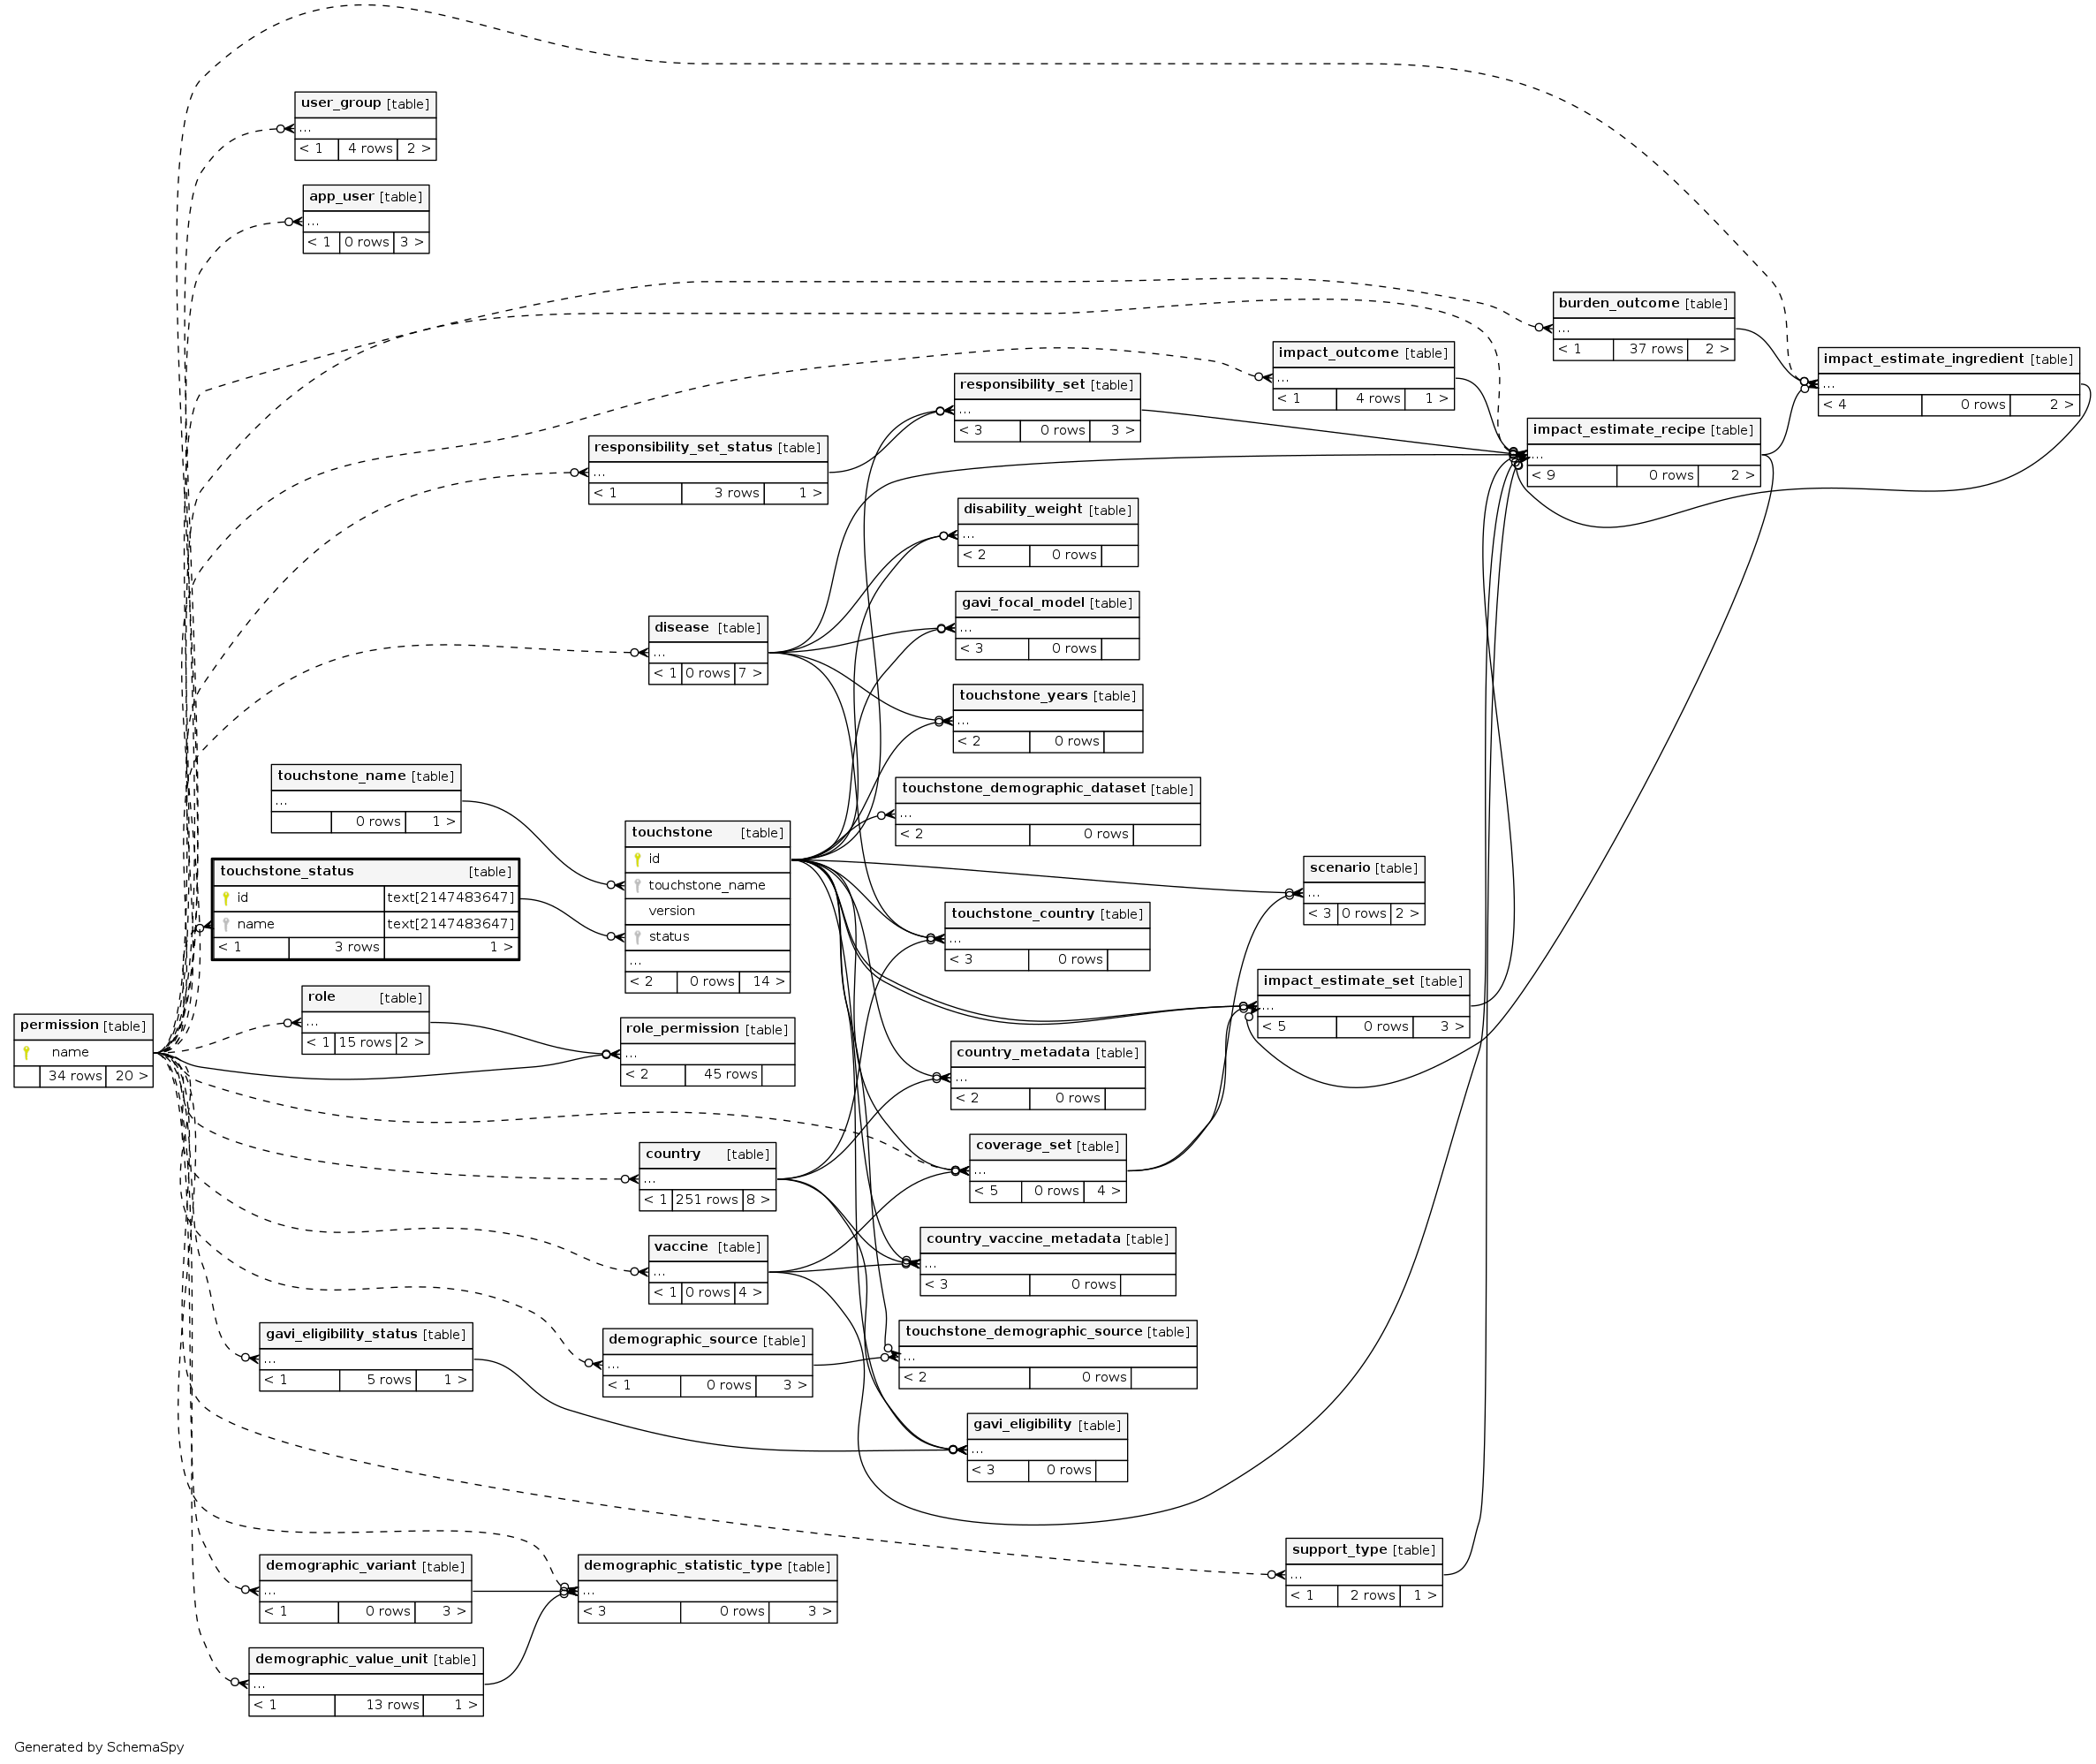 user_group [table]
...
< 1 4 rows 2 >
app_user [table]
...
< 1 0 rows 3 >
burden_outcome [table]
...
< 1 37 rows 2 >
impact_outcome [table]
...
< 1 4 rows 1 >
impact_estimate_ingredient [table]
...
< 4 0 rows 2 >
responsibility_set [table]
...
< 3 0 rows 3 >
impact_estimate_recipe [table]
...
< 9 0 rows 2 >
responsibility_set_status [table]
...
< 1 3 rows 1 >
disability_weight [table]
...
< 2 0 rows
gavi_focal_model [table]
...
< 3 0 rows
disease [table]
...
< 1 0 rows 7 >
touchstone_years [table]
...
< 2 0 rows
touchstone_name [table]
...
0 rows 1 >
touchstone_demographic_dataset [table]
...
< 2 0 rows
touchstone [table]
id
touchstone_name
version
status
...
< 2 0 rows 14 >
touchstone_status [table]
id text[2147483647]
name text[2147483647]
< 1 3 rows 1 >
scenario [table]
...
< 3 0 rows 2 >
touchstone_country [table]
...
< 3 0 rows
impact_estimate_set [table]
...
< 5 0 rows 3 >
role [table]
...
< 1 15 rows 2 >
permission [table]
name
34 rows 20 >
role_permission [table]
...
< 2 45 rows
country_metadata [table]
...
< 2 0 rows
coverage_set [table]
...
< 5 0 rows 4 >
country [table]
...
< 1 251 rows 8 >
country_vaccine_metadata [table]
...
< 3 0 rows
vaccine [table]
...
< 1 0 rows 4 >
gavi_eligibility_status [table]
...
< 1 5 rows 1 >
demographic_source [table]
...
< 1 0 rows 3 >
touchstone_demographic_source [table]
...
< 2 0 rows
gavi_eligibility [table]
...
< 3 0 rows
support_type [table]
...
< 1 2 rows 1 >
demographic_variant [table]
...
< 1 0 rows 3 >
demographic_statistic_type [table]
...
< 3 0 rows 3 >
demographic_value_unit [table]
...
< 1 13 rows 1 >
Generated by SchemaSpy